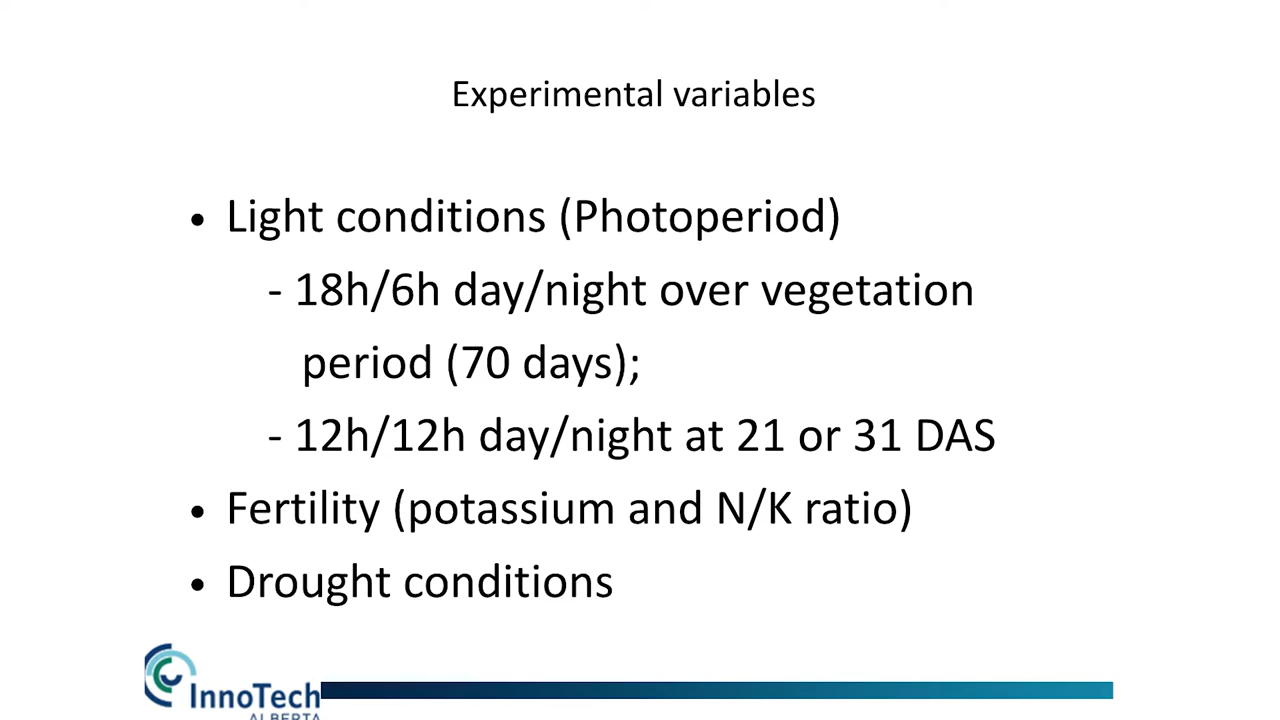 Experimental variables
• Light conditions (Photoperiod)
- 18h/6h day/night over vegetation
period (70 days);
- 12h/12h day/night at 21 or 31 DAS
• Fertility (potassium and N/K ratio)
• Drought conditions
InnoTech
ALBERTA